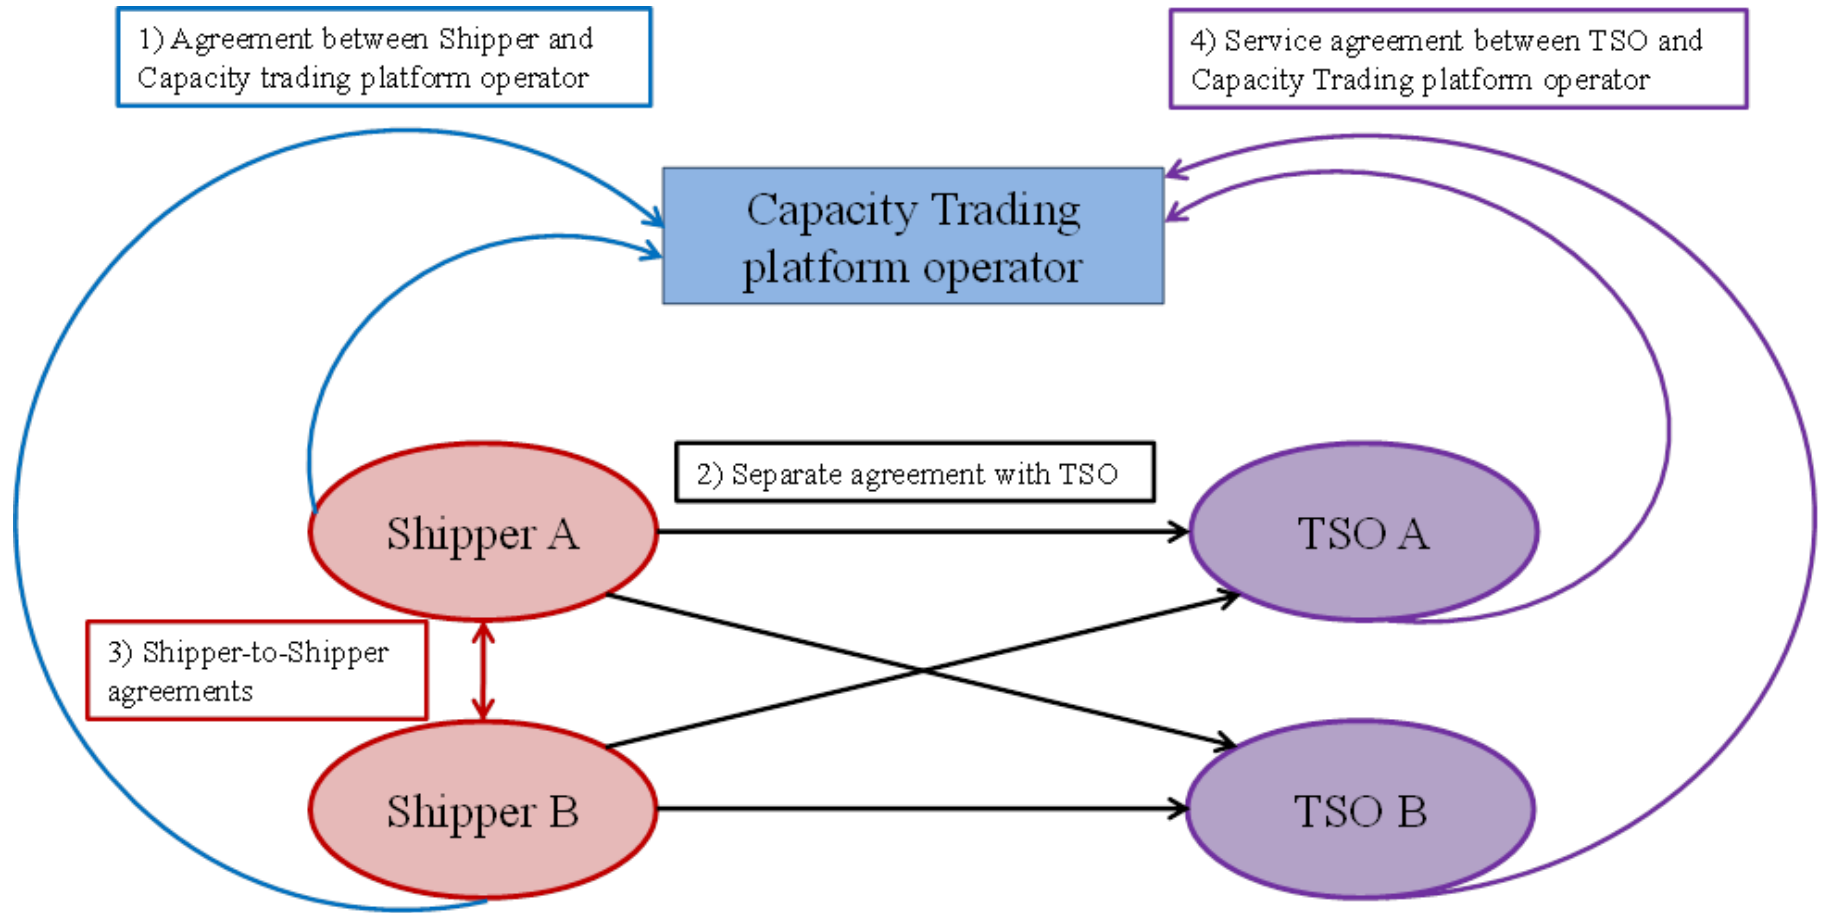 1) Agreement between Shipper and
Capacity trading platform operator
4) Service agreement between TSO and
Capacity Trading platform operator
Capacity Trading
platform operator
2) Separate agreement with TSO
Shipper A
TSO A
3) Shipper-to-Shipper
agreements
Shipper B
TSO B